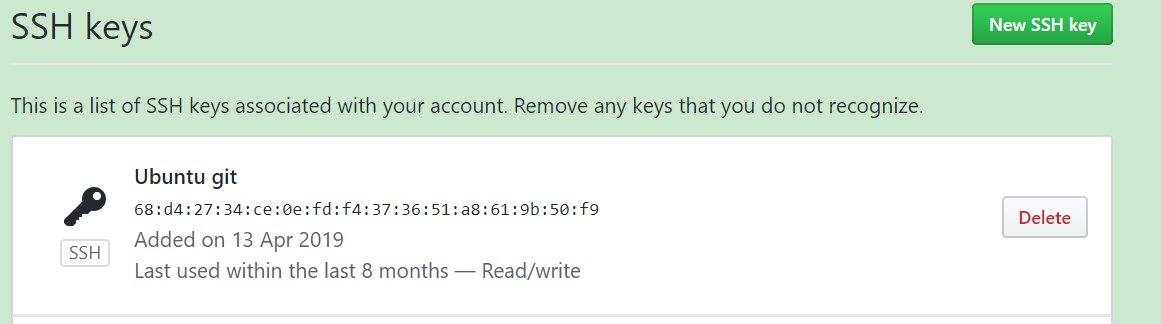 SSH keys
New SSH key
This is a list of SSH keys associated with your account. Remove any keys that you do not recognize.
Ubuntu git
68:d4:27:34:ce:0e:fd:f4:37:36:51:a8:61:9b:50:f9
Added on 13 Apr 2019
Last used within the last 8 months — Read/write
SSH
Delete